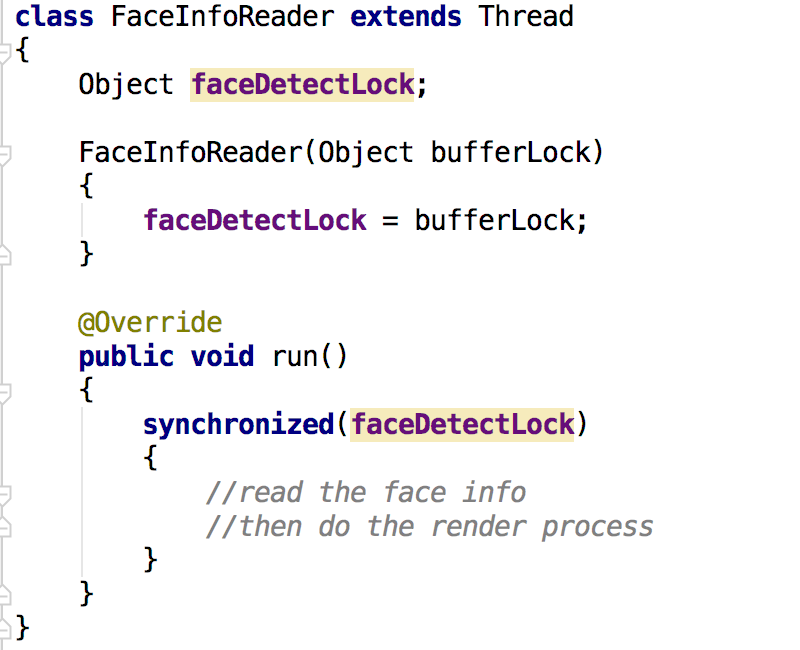 class FaceInfoReader extends Thread
{
    Object faceDetectLock;

    FaceInfoReader(Object bufferLock)
    {
        faceDetectLock = bufferLock;
    }

    @Override
    public void run()
    {
        synchronized(faceDetectLock)
        {
            //read the face info
            //then do the render process
        }
    }
}